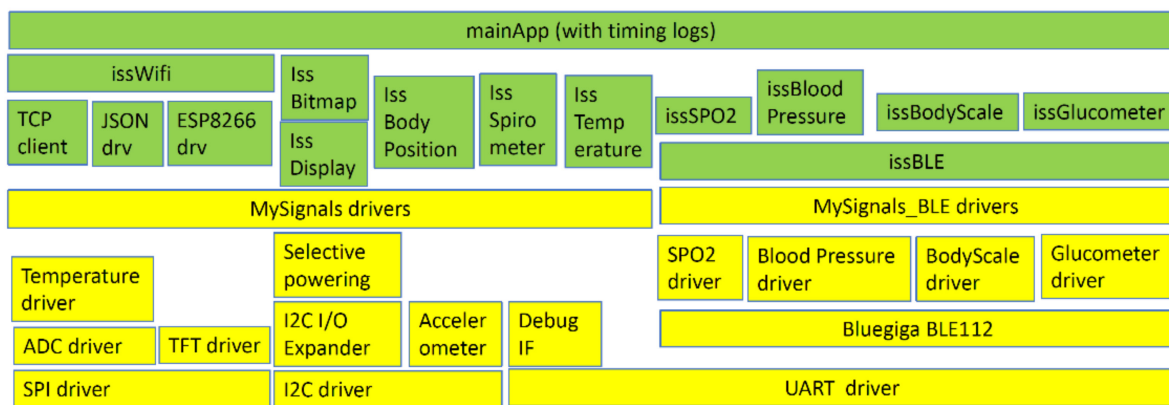 mainApp (with timing logs)
issWifi
TCP
client
JSON
drv
ESP8266
drv
Iss
Bitmap
Iss
Display
Iss
Body
Position
Iss
Spiro
meter
Iss
Temp
erature
issSPO2
issBlood
Pressure
issBodyScale
issGlucometer
issBLE
MySignals drivers
MySignals_BLE drivers
Temperature
driver
Selective
powering
SPO2
driver
Blood Pressure
driver
BodyScale
driver
Glucometer
driver
ADC driver
TFT driver
I2C I/O
Expander
Acceler
ometer
Debug
IF
Bluegiga BLE112
SPI driver
I2C driver
UART driver